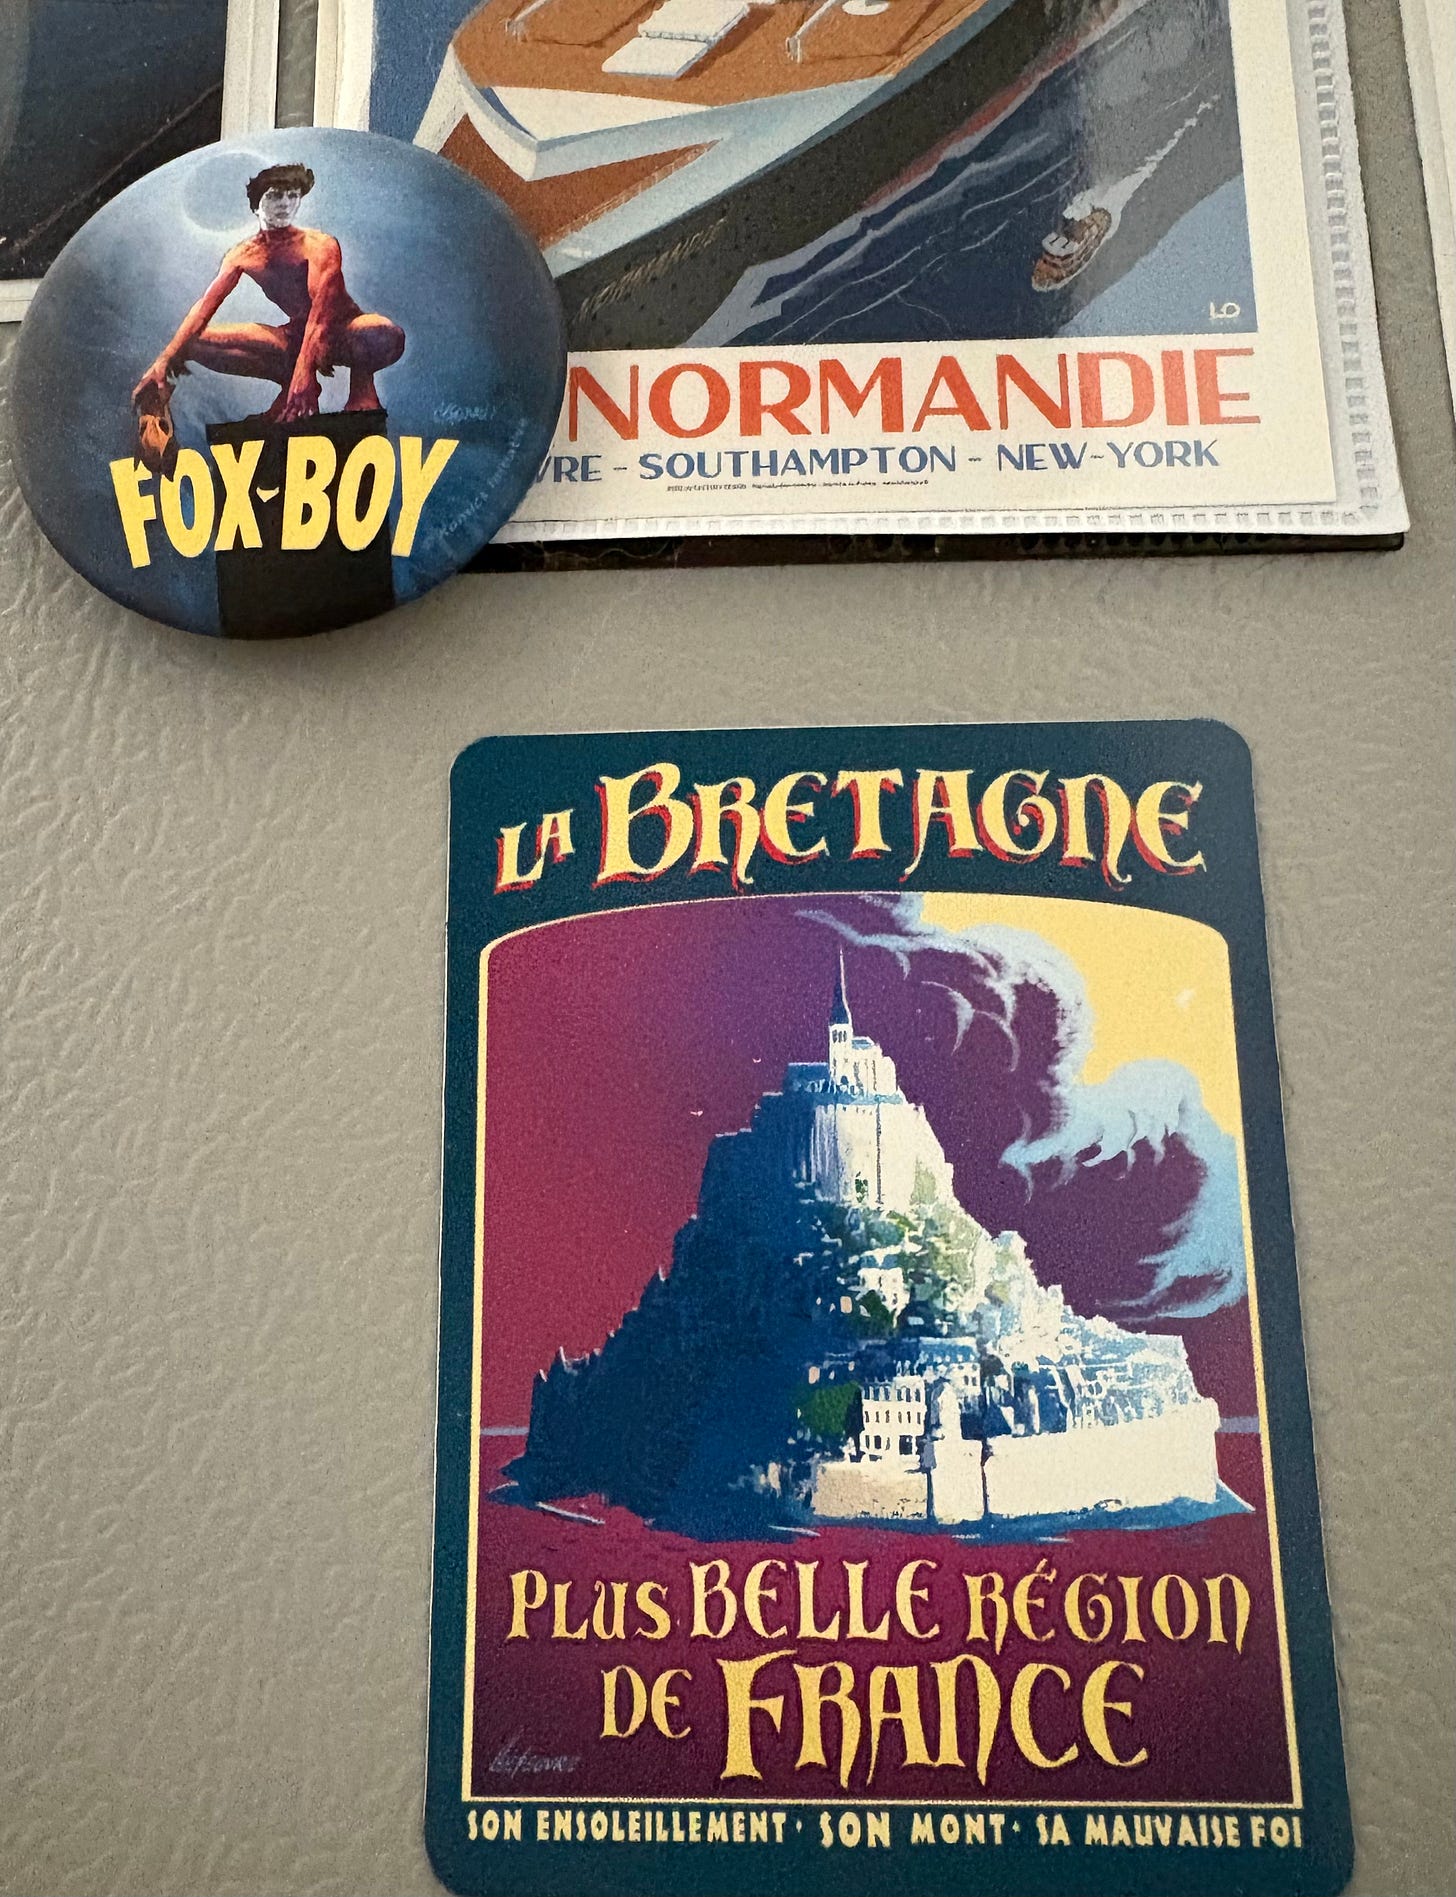 FOX-BOY
NORMANDIE
VRE - SOUTHAMPTON - NEW-YORK
LA BRETAGNE
PLUS BELLE RÉGION
DE FRANCE
SON ENSOLEILLEMENT · SON MONT · SA MAUVAISE FOI